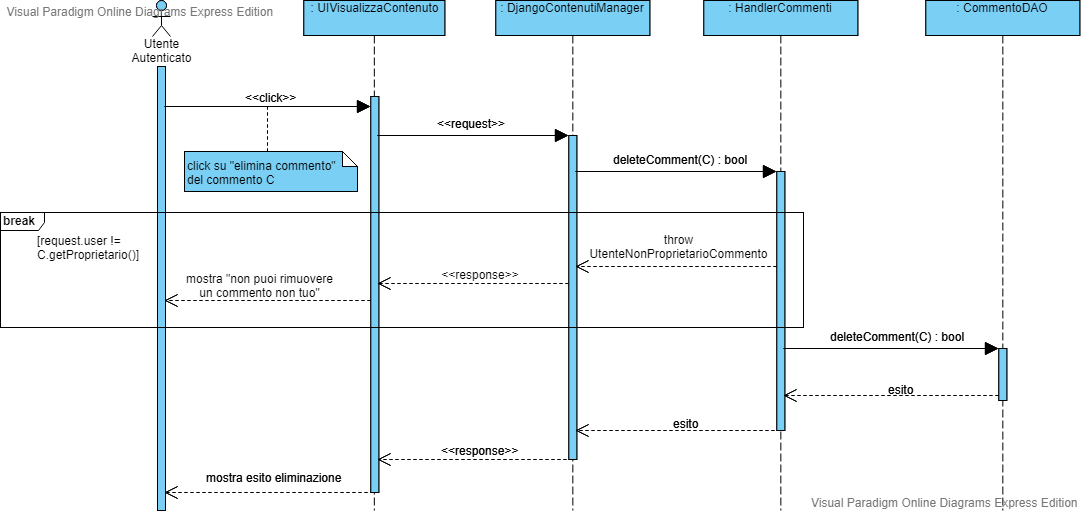 Visual Paradigm Online Diagrams Express Edition
: UIVisualizzaContenuto
: DjangoContenutiManager
: HandlerCommenti
: CommentoDAO
Utente
Autenticato
<<click>>
<<request>>
deleteComment(C) : bool
click su "elimina commento"
del commento C
break
[request.user !=
C.getProprietario()]
throw
UtenteNonProprietarioCommento
<<response>>
mostra "non puoi rimuovere
un commento non tuo"
deleteComment(C) : bool
esito
esito
<<response>>
mostra esito eliminazione
Visual Paradigm Online Diagrams Express Edition